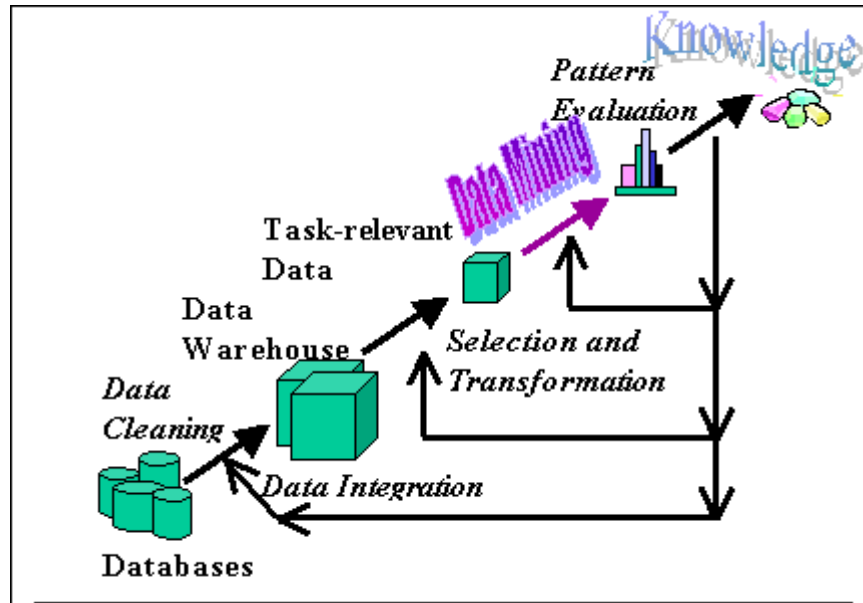 Knowledge
Pattern
Evaluation
Data Mining
Task-relevant
Data
Data
Warehouse
Selection and
Transformation
Data
Cleaning
Data Integration
Databases